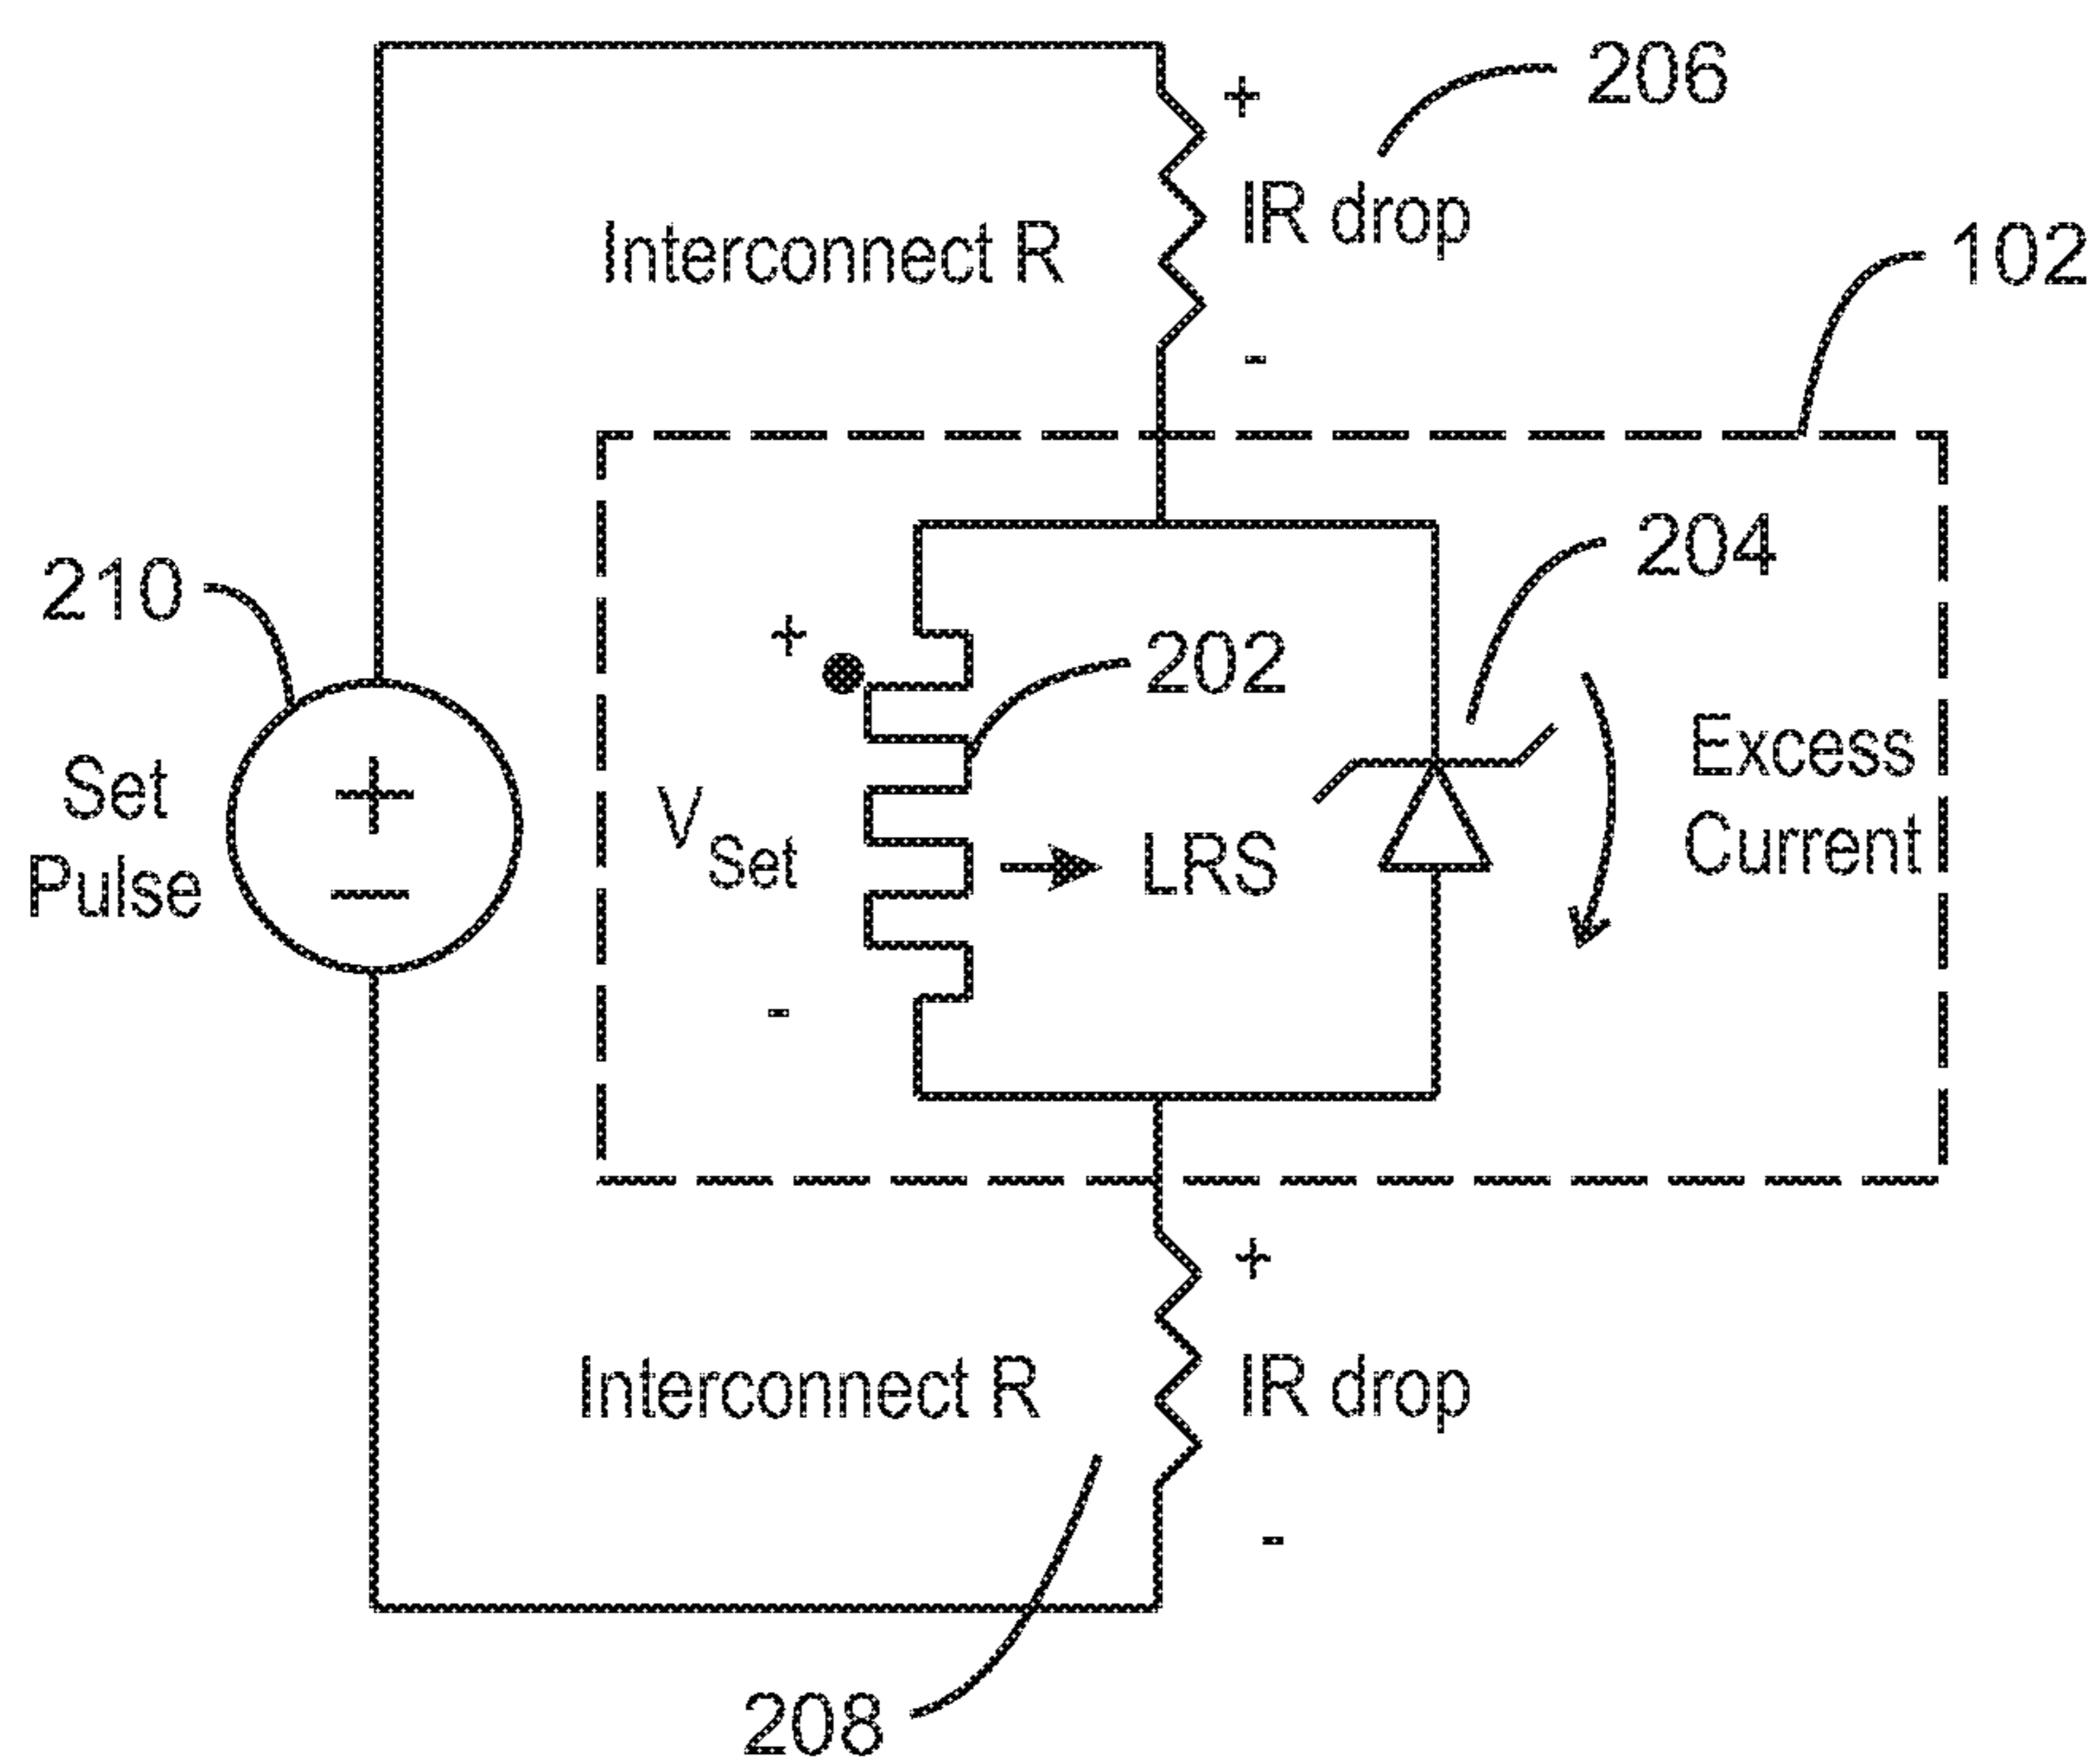 206
+
Interconnect R
IR drop
102
-
210
204
+
202
Set
Pulse
+
-
V Set
LRS
Excess
Current
-
+
Interconnect R
IR drop
-
208